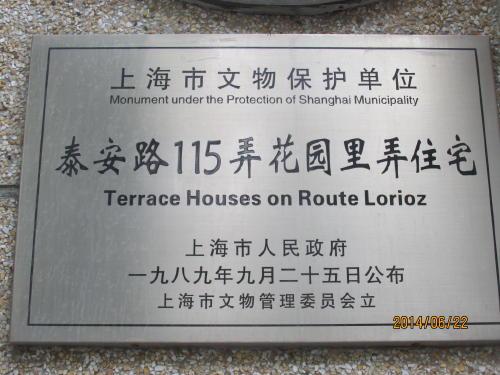 上海市文物保护单位
Monument under the Protection of Shanghai Municipality
泰安路115弄花园里弄住宅
Terrace Houses on Route Lorioz
上海市人民政府
一九八九年九月二十五日公布
上海市文物管理委员会立
2014/06/22